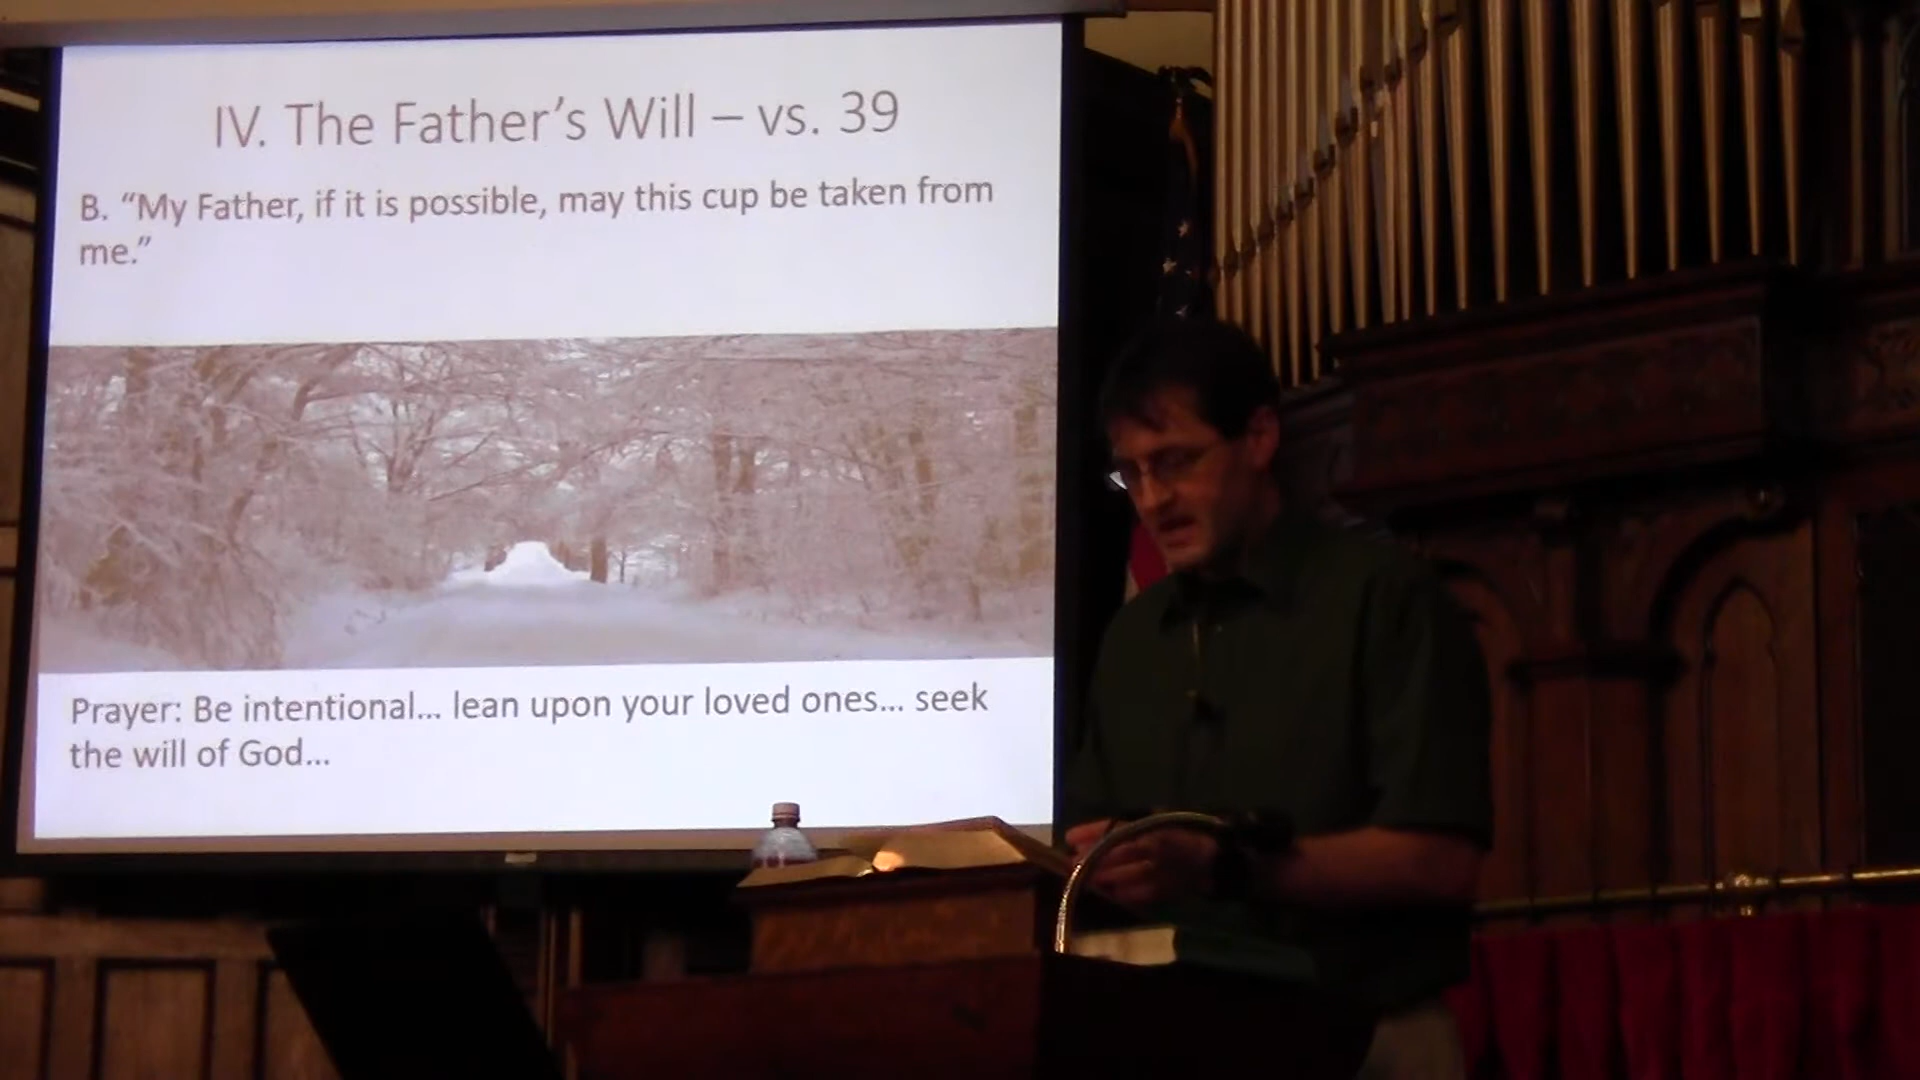 IV. The Father’s Will – vs. 39
B. “My Father, if it is possible, may this cup be taken from
me.”
Prayer: Be intentional... lean upon your loved ones... seek
the will of God...